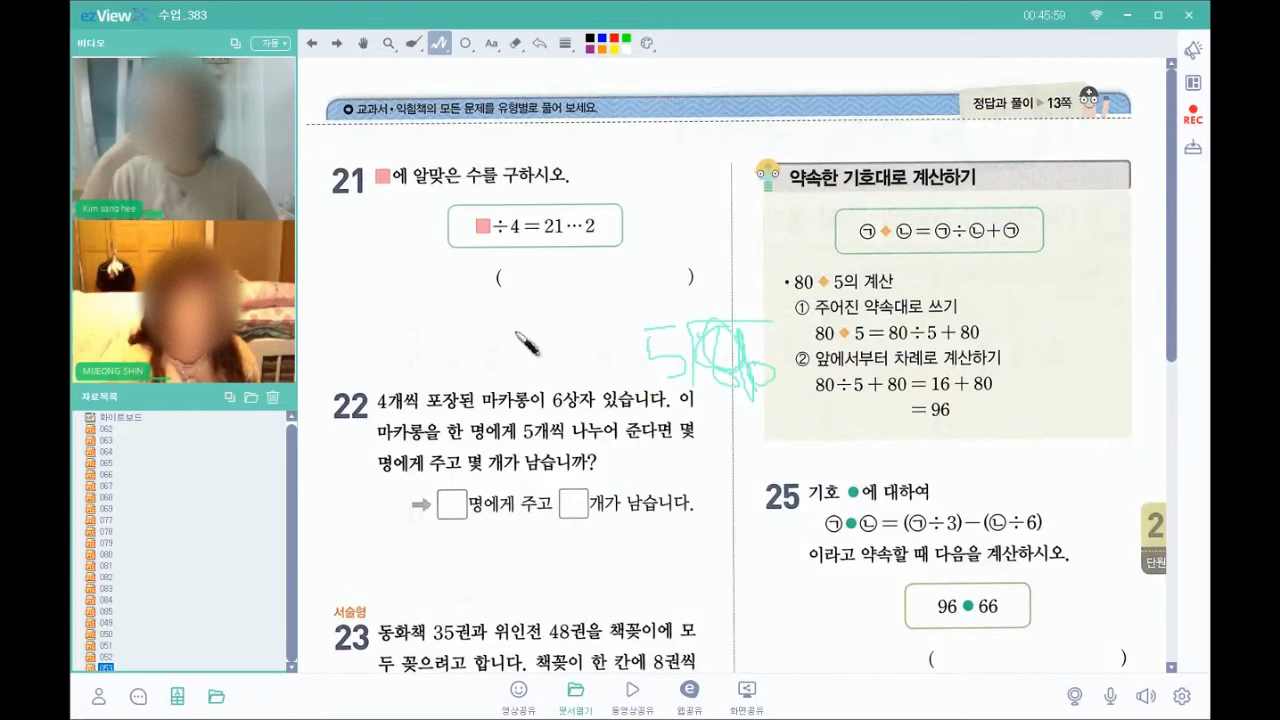 ezViewX 수업_383 00:45:59
비디오 자동
Kim sang hee
MIJEONG SHIN
자료목록
화이트보드
062
063
064
065
066
067
068
069
077
078
079
080
081
082
083
084
085
049
050
051
052
053
Aa
REC
교과서·익힘책의 모든 문제를 유형별로 풀어 보세요.
정답과 풀이 ▶ 13쪽
21 ■에 알맞은 수를 구하시오.
■÷4=21…2
( )
22 4개씩 포장된 마카롱이 6상자 있습니다. 이
마카롱을 한 명에게 5개씩 나누어 준다면 몇
명에게 주고 몇 개가 남습니까?
➡ □명에게 주고 □개가 남습니다.
서술형
23 동화책 35권과 위인전 48권을 책꽂이에 모
두 꽂으려고 합니다. 책꽂이 한 칸에 8권씩
약속한 기호대로 계산하기
㉠◆㉡=㉠÷㉡+㉠
• 80◆5의 계산
① 주어진 약속대로 쓰기
80◆5=80÷5+80
② 앞에서부터 차례로 계산하기
80÷5+80=16+80
=96
25 기호 ●에 대하여
㉠●㉡=(㉠÷3)-(㉡÷6)
이라고 약속할 때 다음을 계산하시오.
96●66
( )
2
단원
영상공유 문서열기 동영상공유 웹공유 화면공유